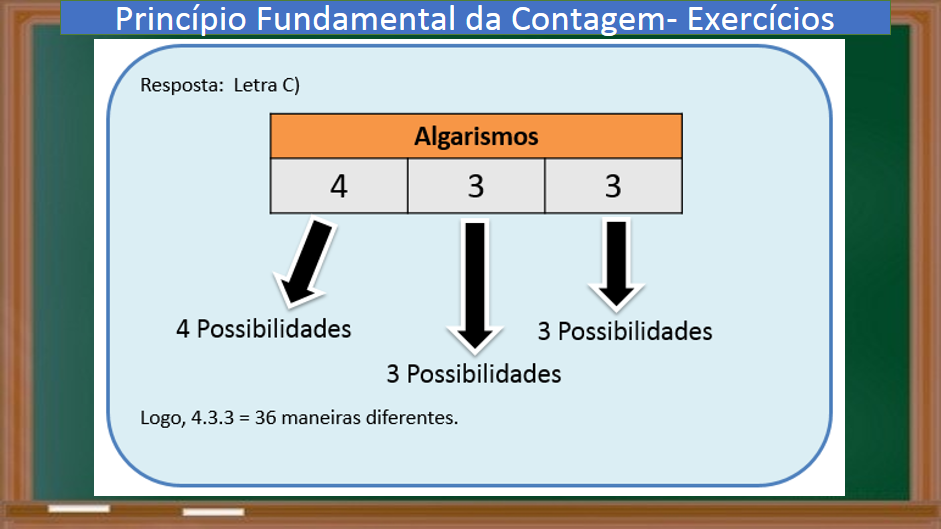 Princípio Fundamental da Contagem- Exercícios
Resposta:  Letra C)
Algarismos
4 3 3
4 Possibilidades
3 Possibilidades
3 Possibilidades
Logo, 4.3.3 = 36 maneiras diferentes.